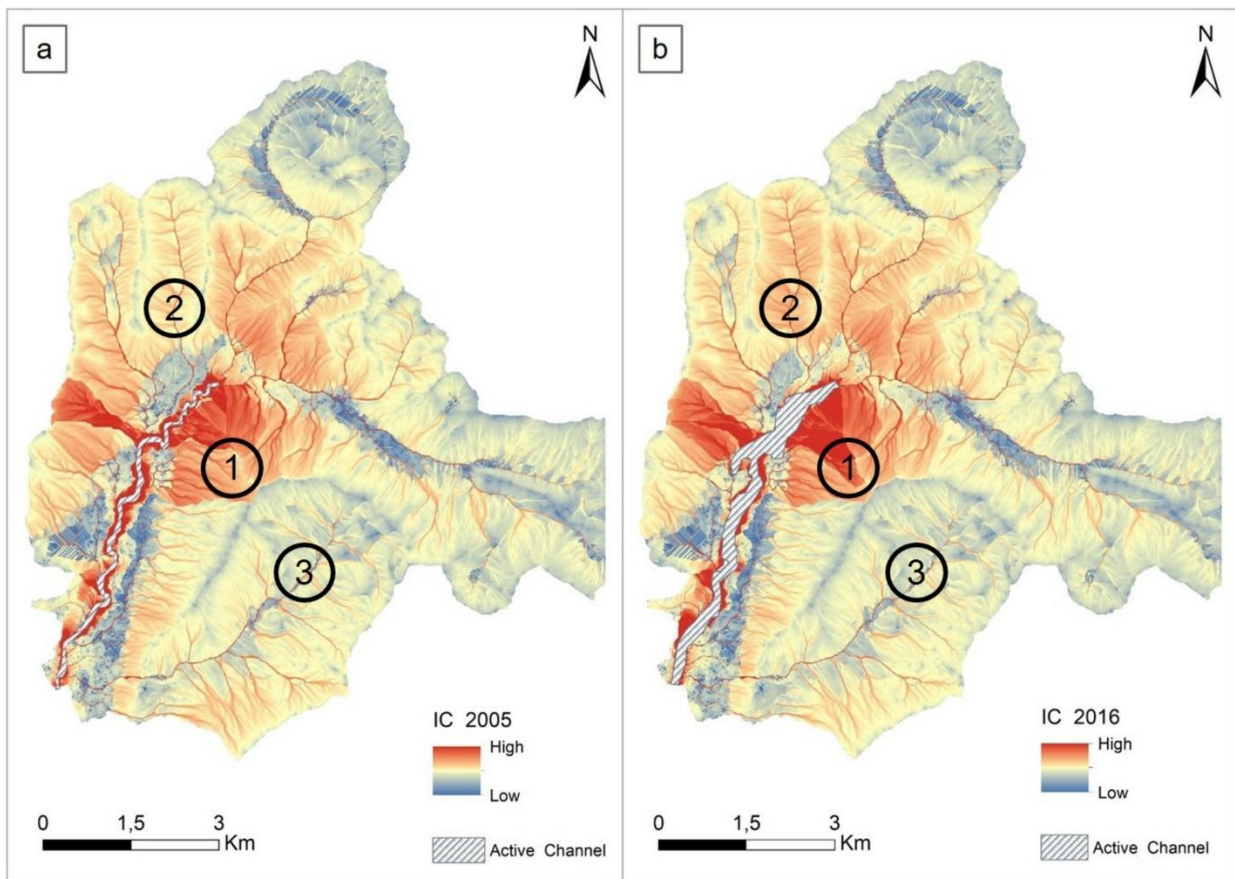 a
N
2
1
3
IC 2005
High
Low
0 1,5 3
Km
Active Channel
b
N
2
1
3
IC 2016
High
Low
0 1,5 3
Km
Active Channel